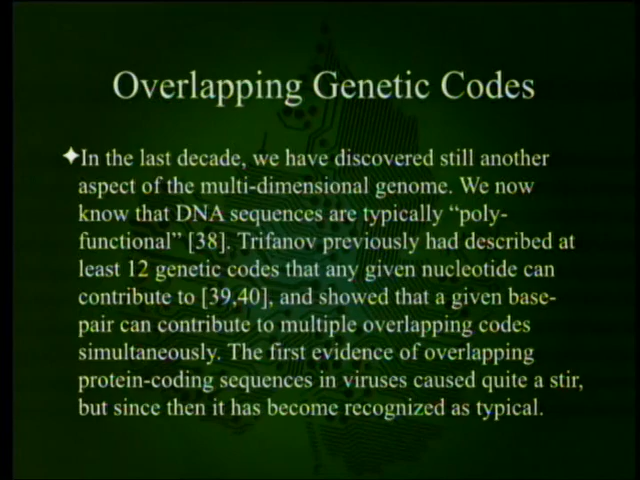 Overlapping Genetic Codes
✦In the last decade, we have discovered still another
aspect of the multi-dimensional genome. We now
know that DNA sequences are typically “poly-
functional” [38]. Trifanov previously had described at
least 12 genetic codes that any given nucleotide can
contribute to [39,40], and showed that a given base-
pair can contribute to multiple overlapping codes
simultaneously. The first evidence of overlapping
protein-coding sequences in viruses caused quite a stir,
but since then it has become recognized as typical.